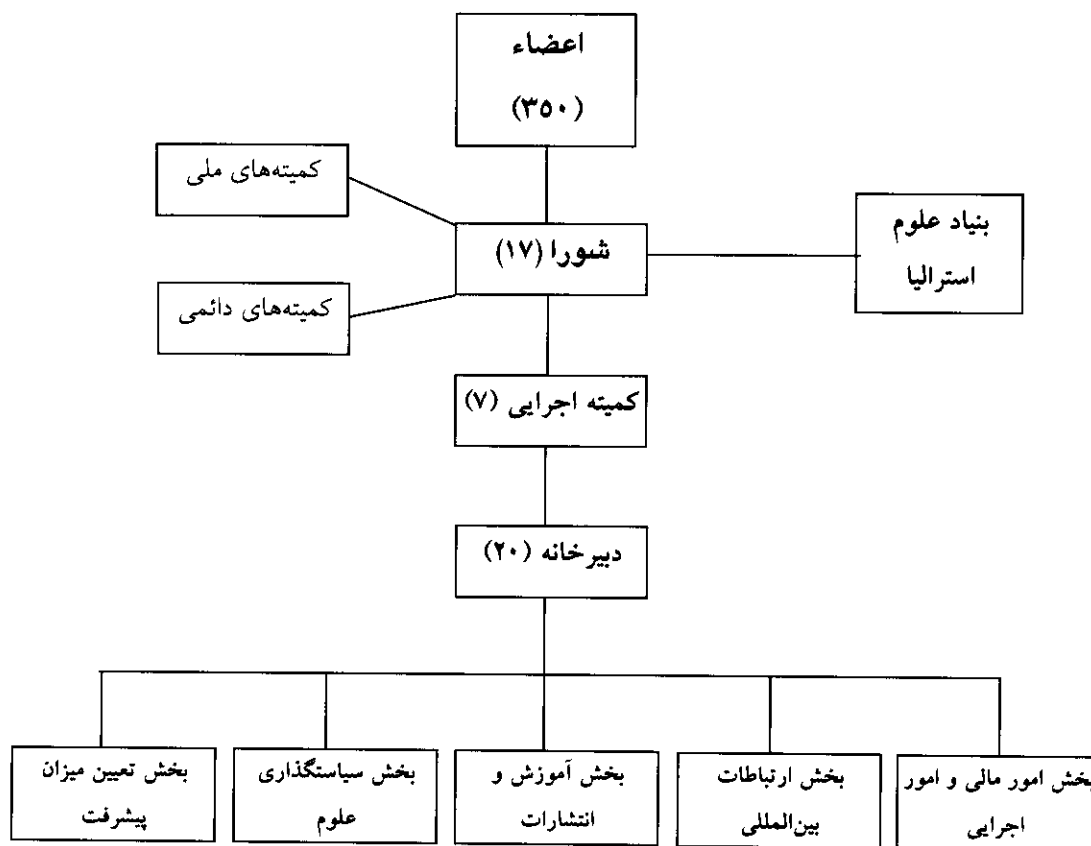 اعضاء
(۳۵۰)
کمیته‌های ملی
بنیاد علوم
استرالیا
شورا (۱۷)
کمیته‌های دائمی
کمیته اجرایی (۷)
دبیرخانه (۲۰)
بخش امور مالی و امور
اجرایی
بخش ارتباطات
بین‌المللی
بخش آموزش و
انتشارات
بخش سیاستگذاری
علوم
بخش تعیین میزان
پیشرفت